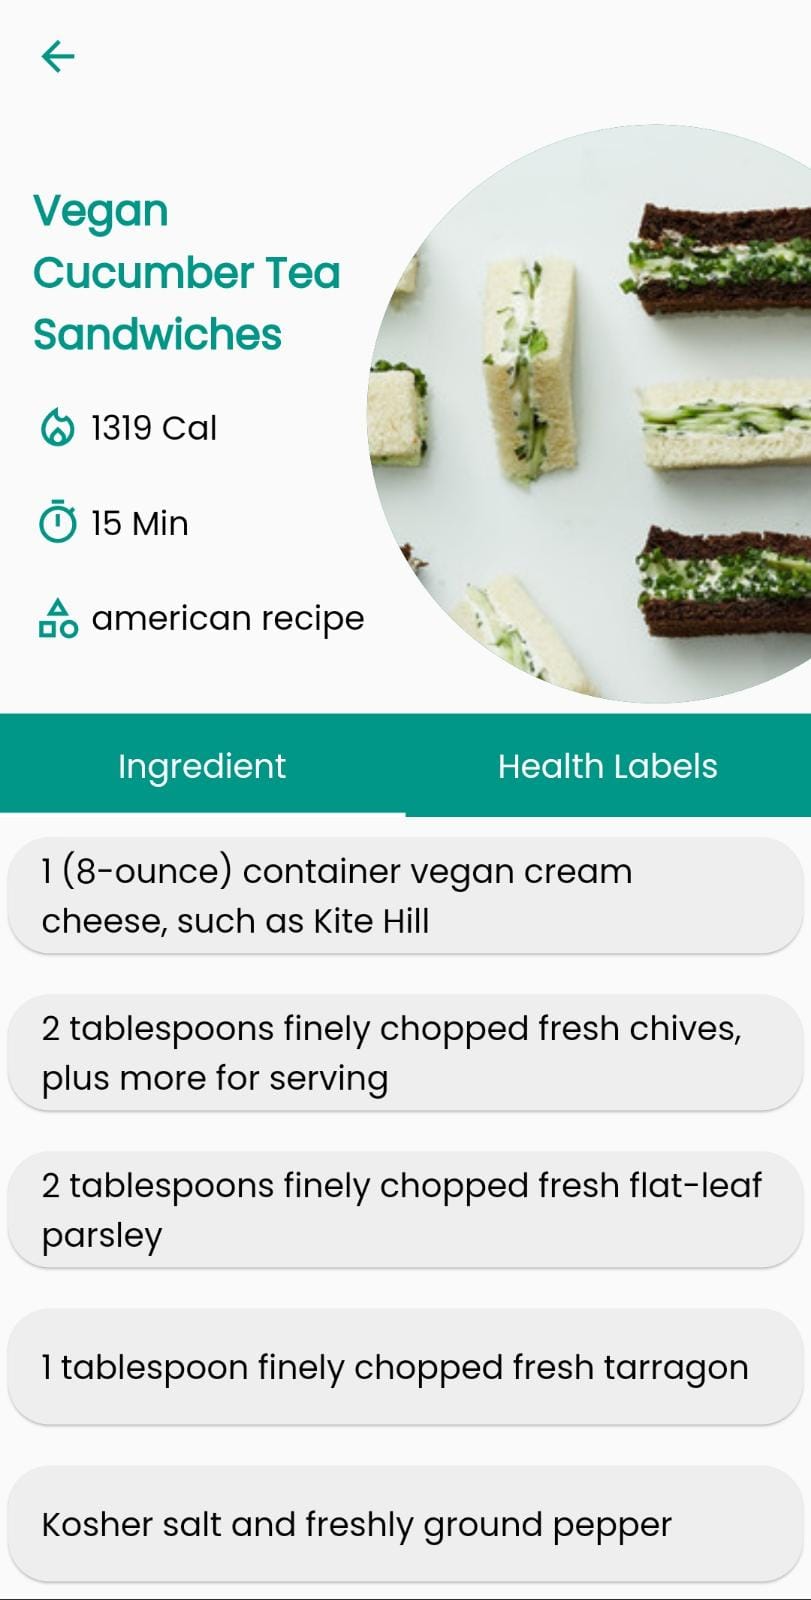 Vegan
Cucumber Tea
Sandwiches
1319 Cal
15 Min
american recipe
Ingredient
Health Labels
1 (8-ounce) container vegan cream
cheese, such as Kite Hill
2 tablespoons finely chopped fresh chives,
plus more for serving
2 tablespoons finely chopped fresh flat-leaf
parsley
1 tablespoon finely chopped fresh tarragon
Kosher salt and freshly ground pepper